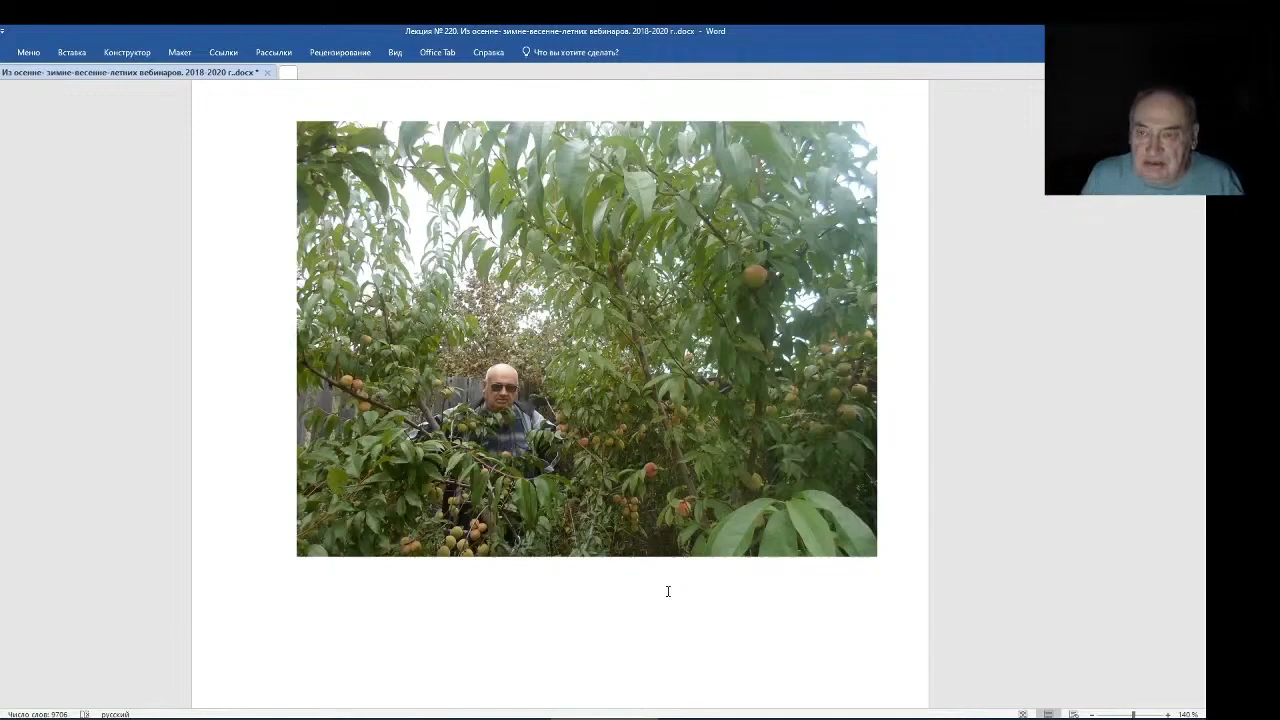 Лекция № 220. Из осенне- зимне-весенне-летних вебинаров. 2018-2020 г..docx - Word
Меню Вставка Конструктор Макет Ссылки Рассылки Рецензирование Вид Office Tab Справка Что вы хотите сделать?
Из осенне- зимне-весенне-летних вебинаров. 2018-2020 г..docx *
Число слов: 9706 русский 140 %